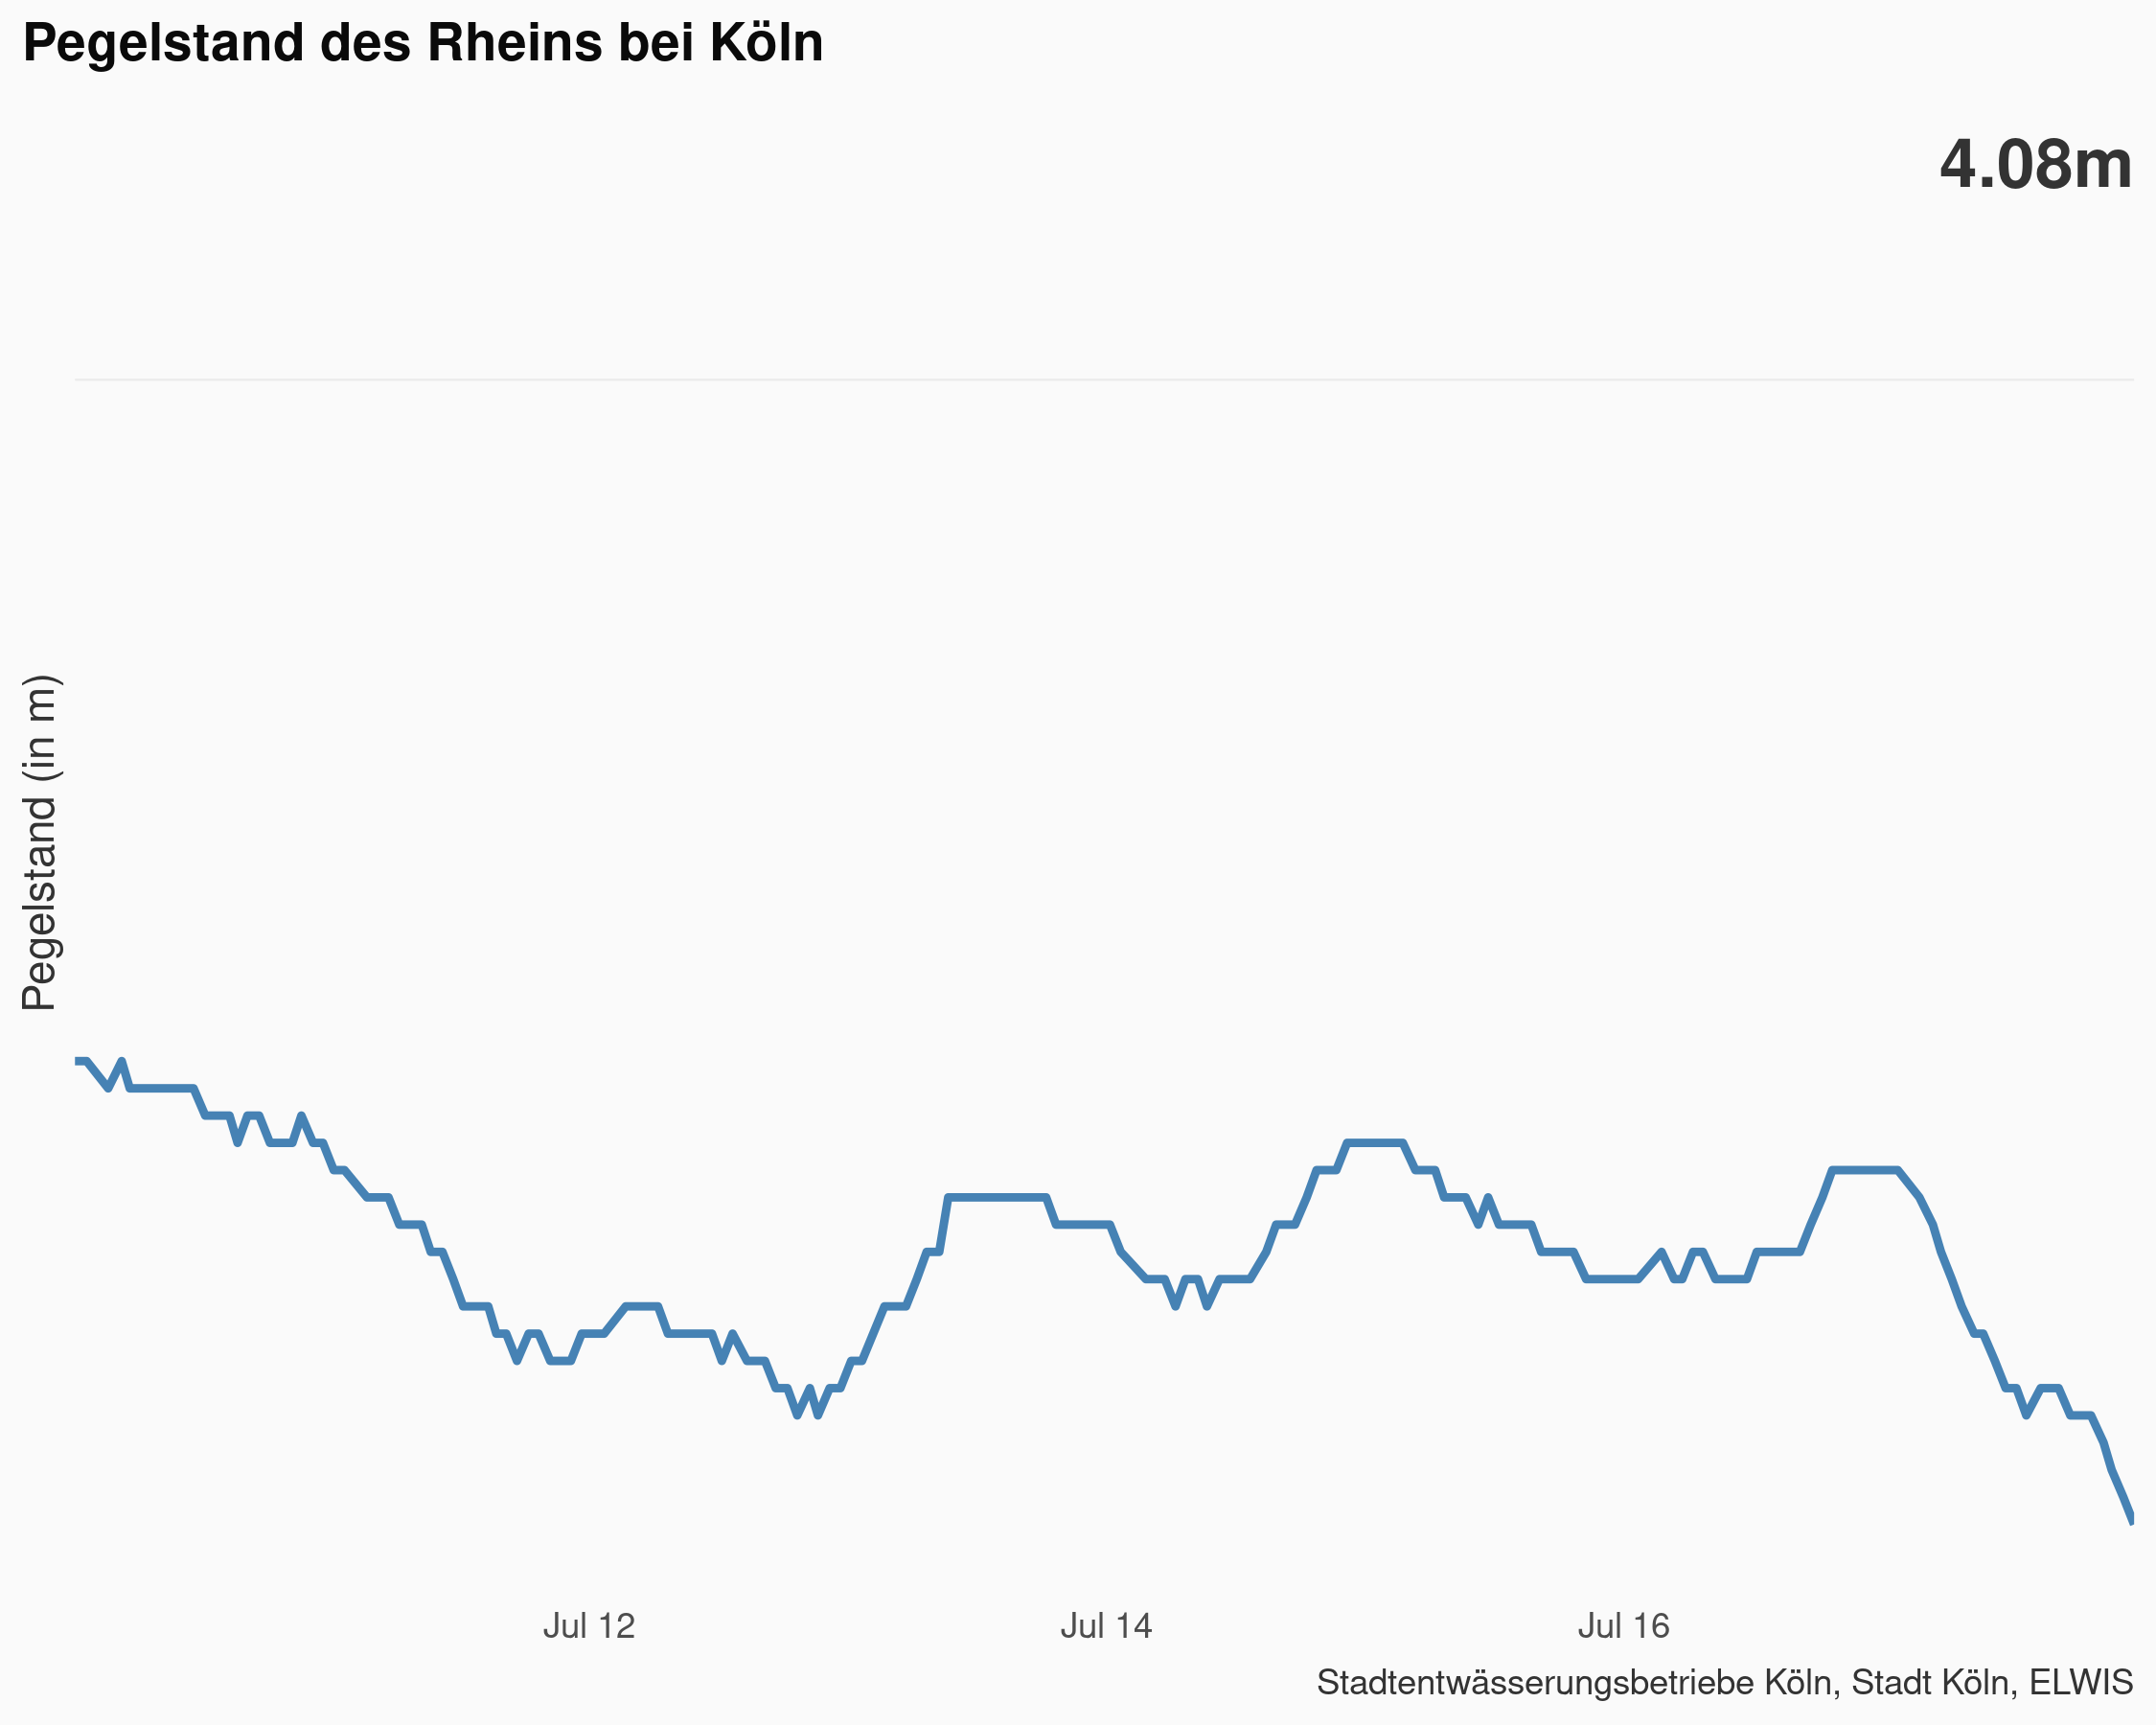 Pegelstand des Rheins bei Köln
4.08m
Pegelstand (in m)
Jul 12
Jul 14
Jul 16
Stadtentwässerungsbetriebe Köln, Stadt Köln, ELWIS